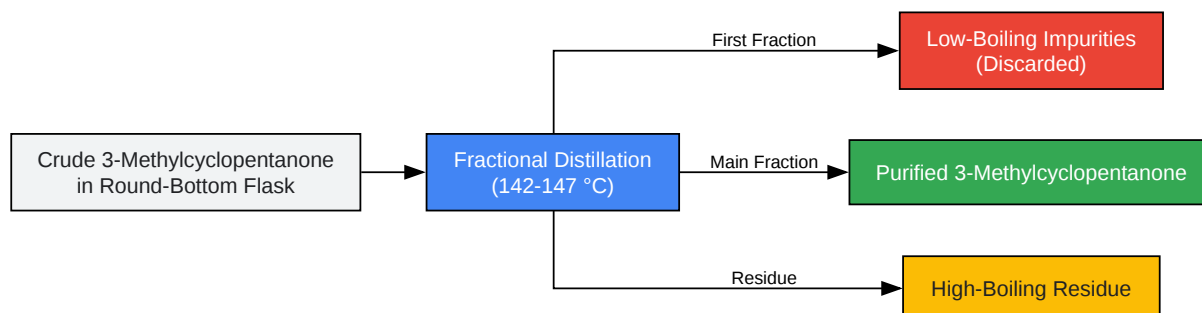 First Fraction
Low-Boiling Impurities
(Discarded)
Crude 3-Methylcyclopentanone
in Round-Bottom Flask
Fractional Distillation
(142-147 °C)
Main Fraction
Purified 3-Methylcyclopentanone
Residue
High-Boiling Residue